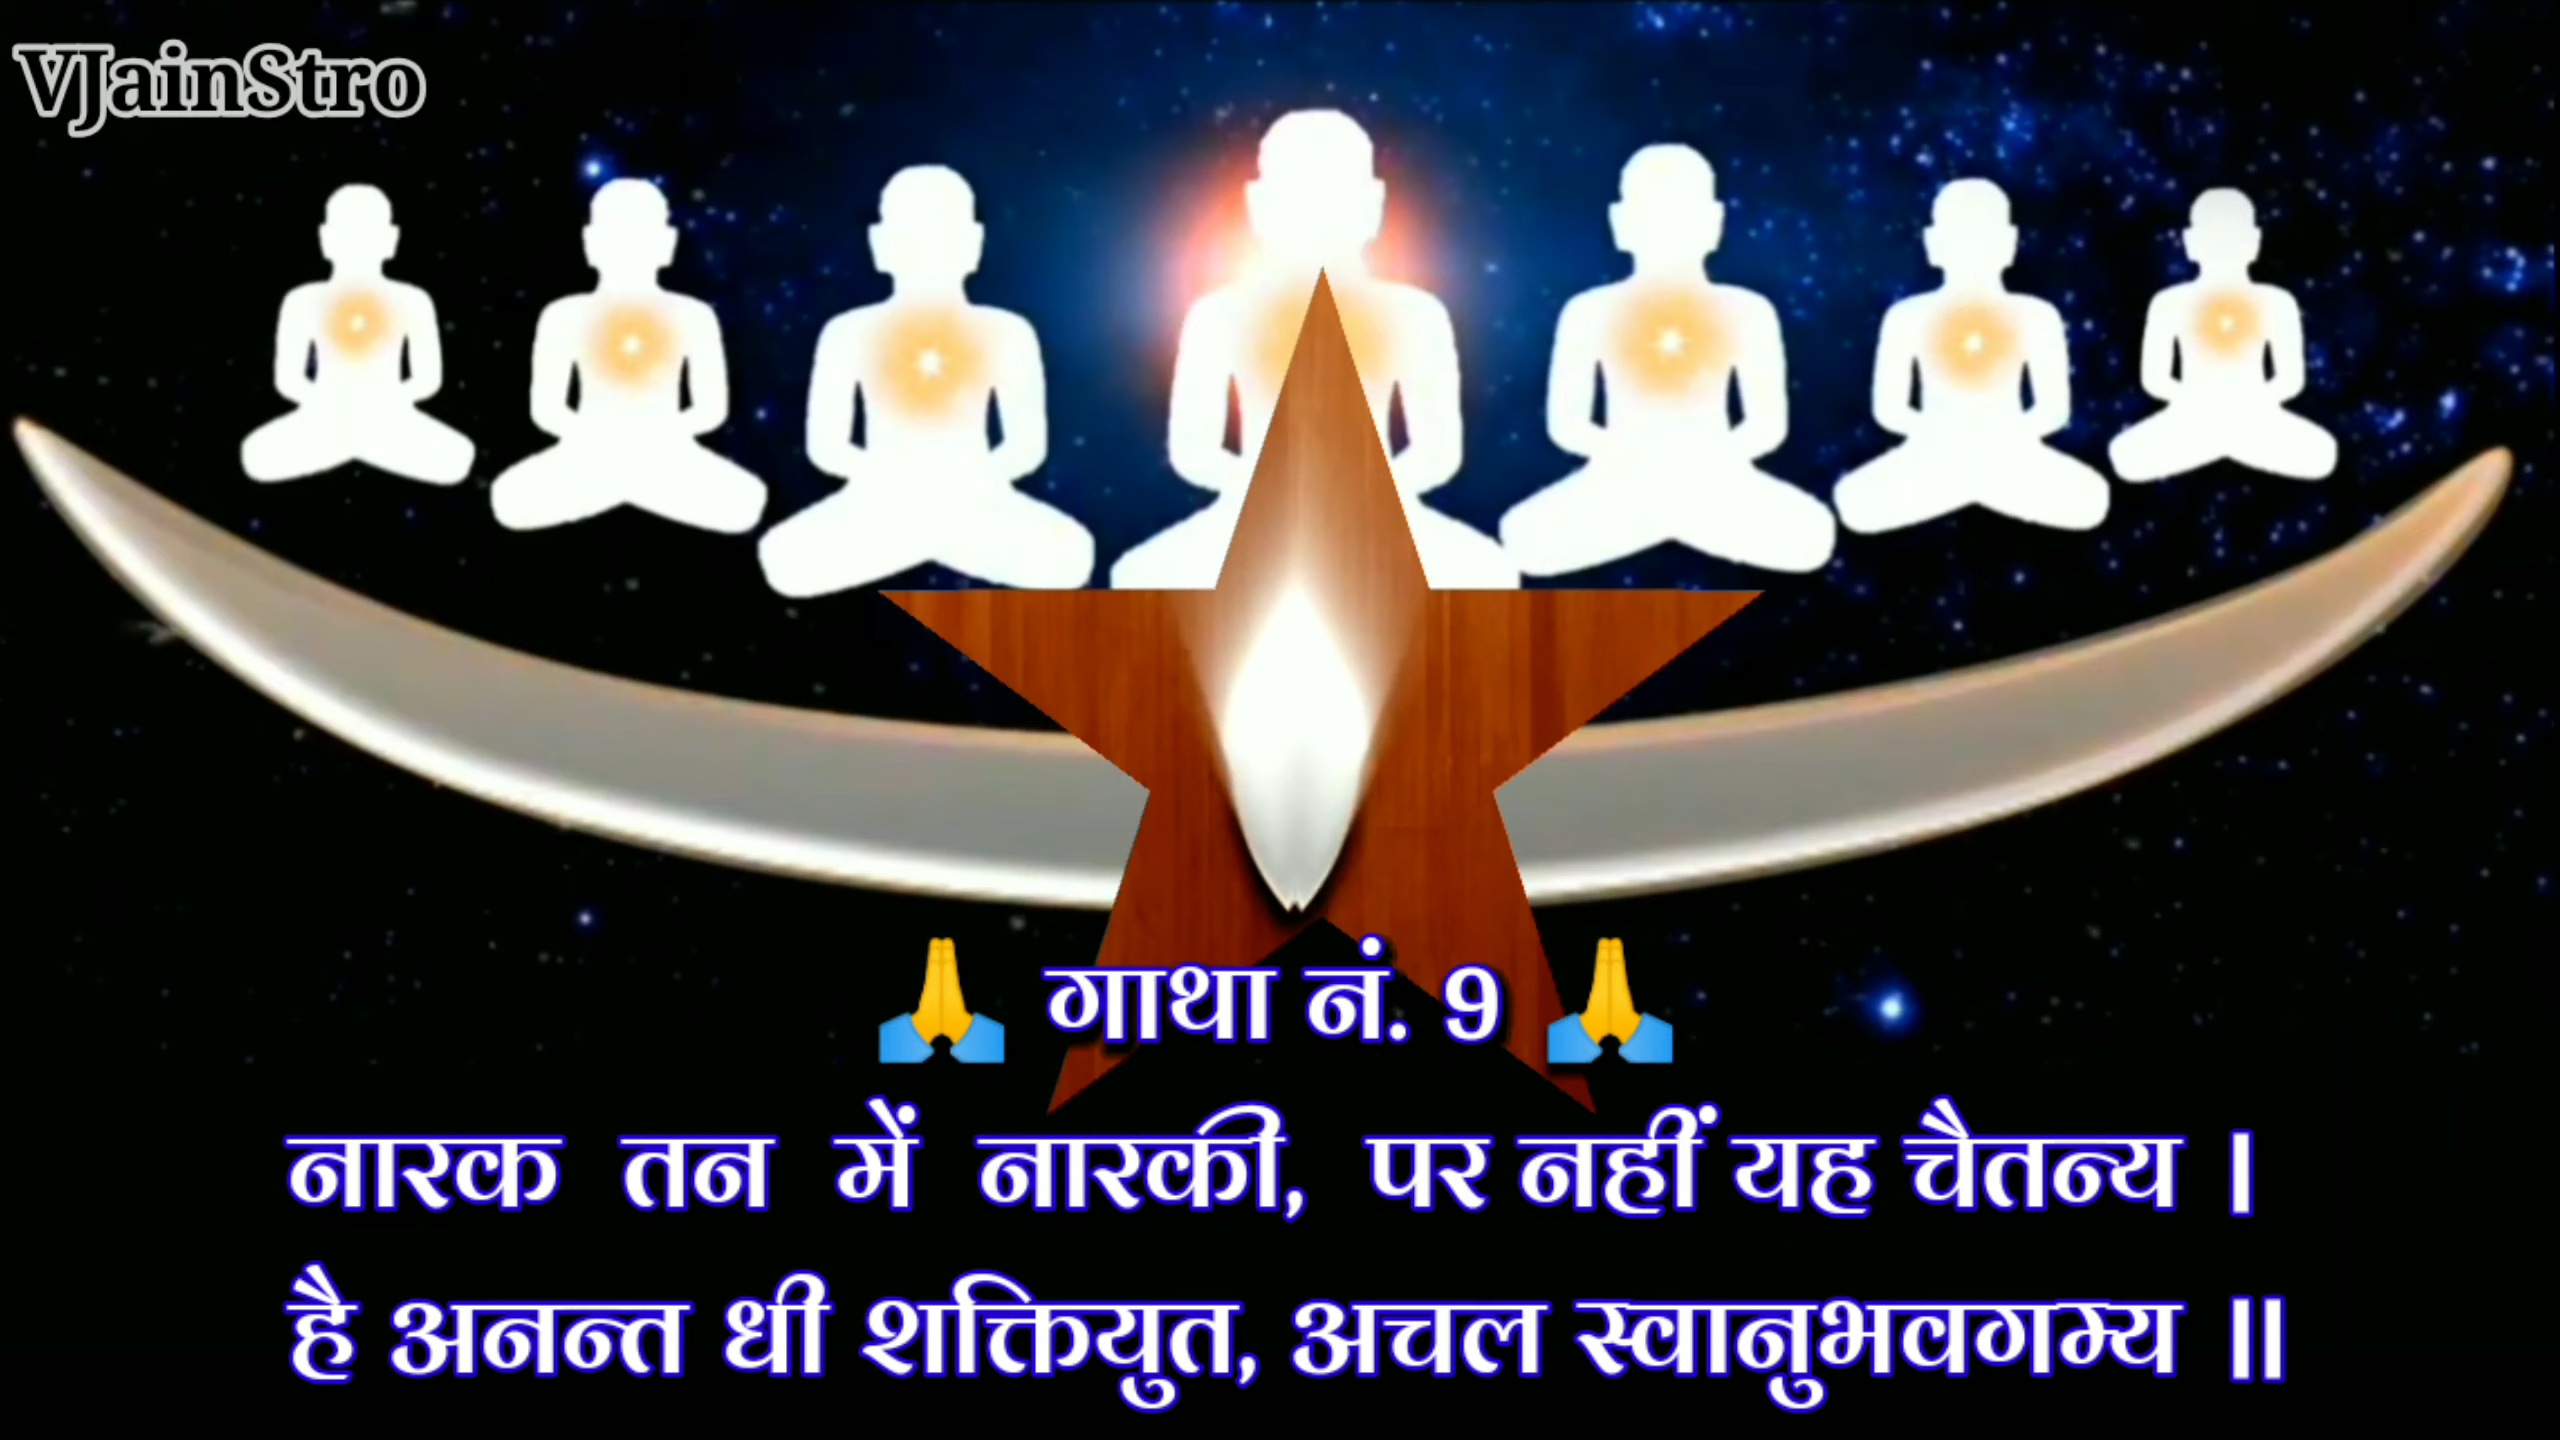 VJainStro
🙏 गाथा नं. 9 🙏
नारक तन में नारकी, पर नहीं यह चैतन्य ।
है अनन्त धी शक्तियुत, अचल स्वानुभवगम्य ॥